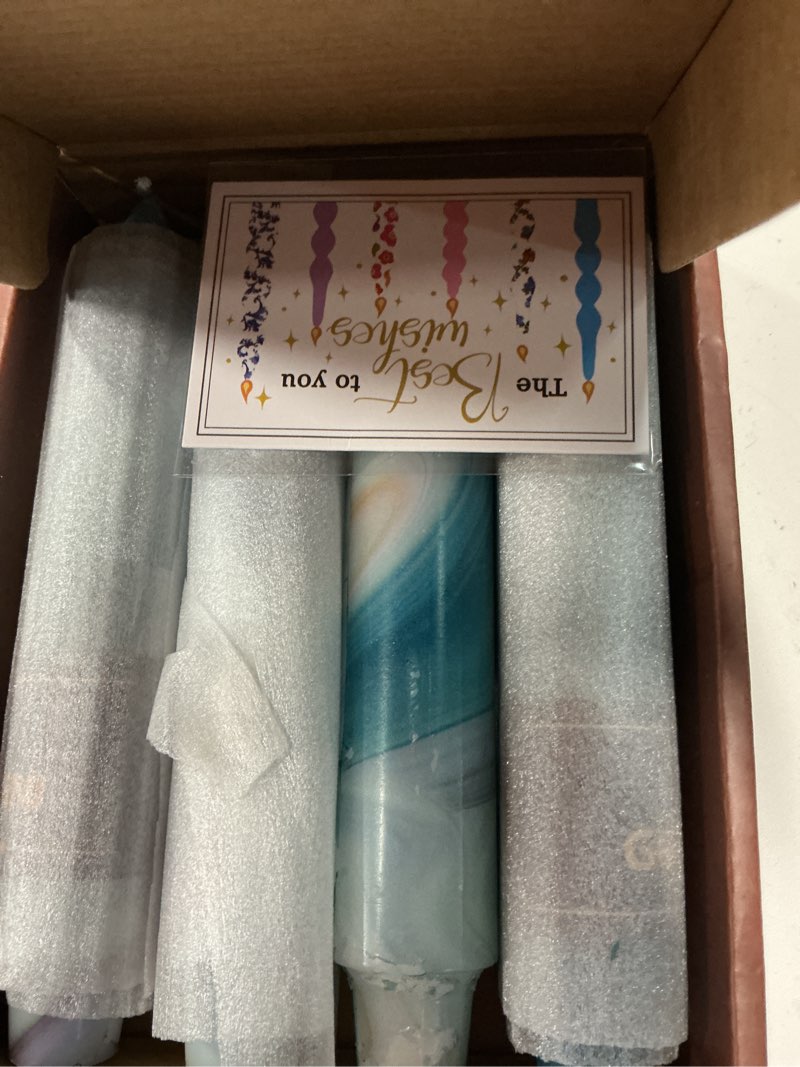 The Best
wishes
to you